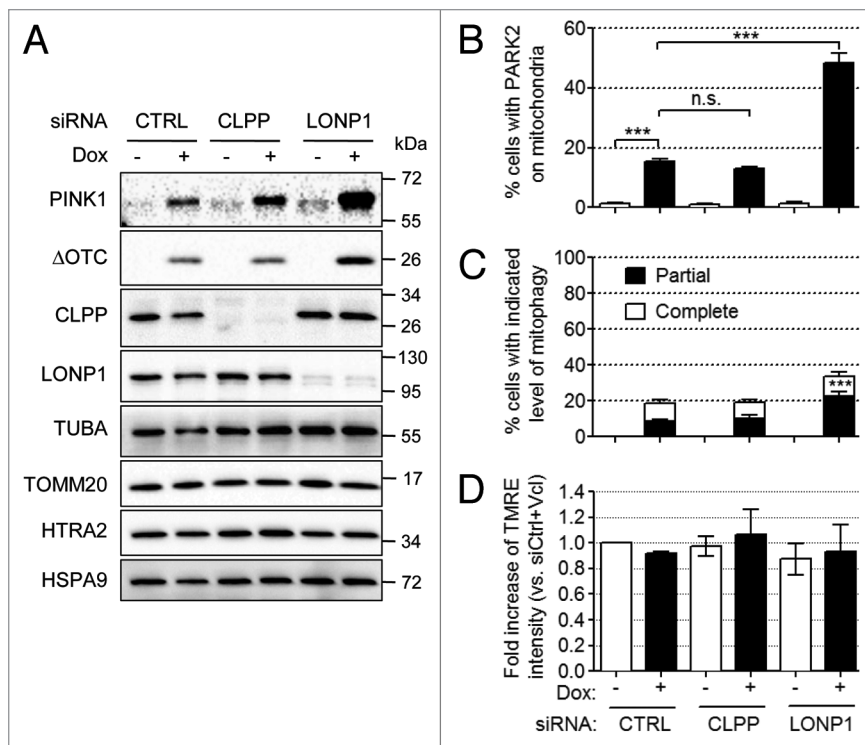 A
siRNA CTRL CLPP LONP1
Dox - + - + - + kDa
PINK1 72
55
ΔOTC 26
CLPP 34
26
LONP1 130
95
TUBA 55
TOMM20 17
HTRA2 34
HSPA9 72
B
% cells with PARK2
on mitochondria
60
40
20
0
***
n.s.
***
C
% cells with indicated
level of mitophagy
100
80
60
40
20
0
Partial
Complete
***
D
Fold increase of TMRE
intensity (vs. siCtrl+Vcl)
1.4
1.2
1.0
0.8
0.6
0.4
0.2
0.0
Dox: - + - + - +
siRNA: CTRL CLPP LONP1